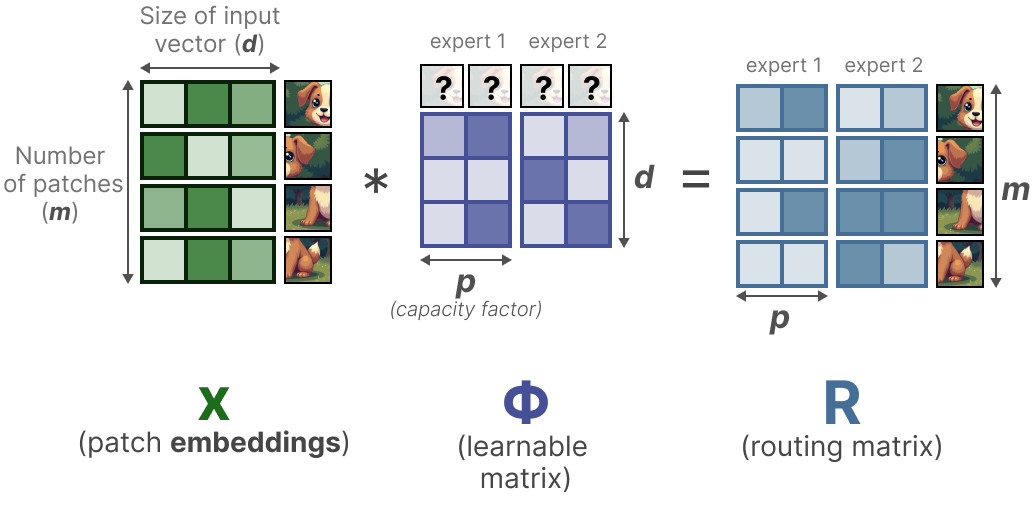 Size of input
vector (d)
Number
of patches
(m)
*
expert 1 expert 2
? ? ? ?
d
p
(capacity factor)
=
expert 1 expert 2
m
p
X
(patch embeddings)
Φ
(learnable
matrix)
R
(routing matrix)